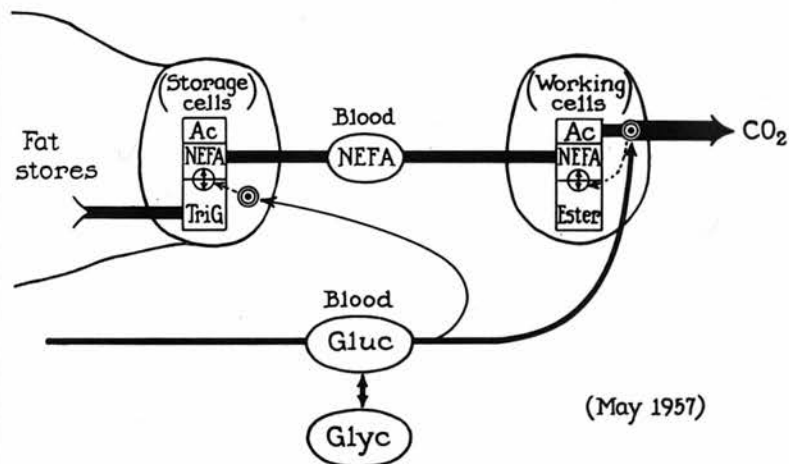 (Storage
cells)
Ac
NEFA
TriG
Fat
stores
Blood
NEFA
(Working
cells)
Ac
NEFA
Ester
CO₂
Blood
Gluc
Glyc
(May 1957)